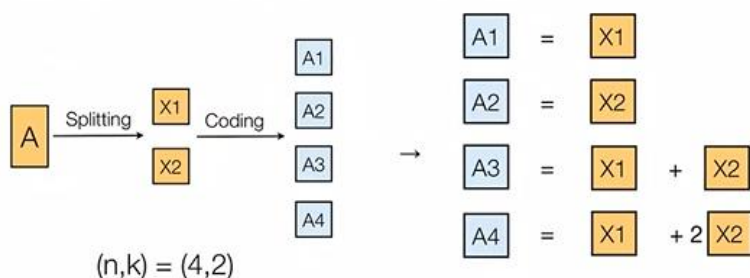 A
Splitting
X1
X2
Coding
A1
A2
A3
A4
→
A1 = X1
A2 = X2
A3 = X1 + X2
A4 = X1 + 2 X2
(n,k) = (4,2)